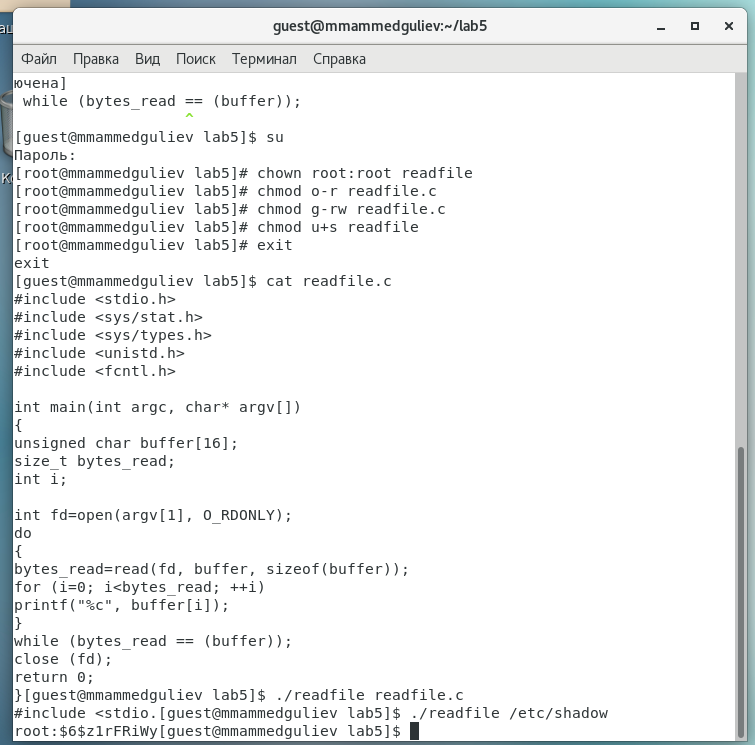 guest@mmammedguliev:~/lab5
Файл Правка Вид Поиск Терминал Справка
ючена]
 while (bytes_read == (buffer));
                   ^
[guest@mmammedguliev lab5]$ su
Пароль:
[root@mmammedguliev lab5]# chown root:root readfile
[root@mmammedguliev lab5]# chmod o-r readfile.c
[root@mmammedguliev lab5]# chmod g-rw readfile.c
[root@mmammedguliev lab5]# chmod u+s readfile
[root@mmammedguliev lab5]# exit
exit
[guest@mmammedguliev lab5]$ cat readfile.c
#include <stdio.h>
#include <sys/stat.h>
#include <sys/types.h>
#include <unistd.h>
#include <fcntl.h>

int main(int argc, char* argv[])
{
unsigned char buffer[16];
size_t bytes_read;
int i;

int fd=open(argv[1], O_RDONLY);
do
{
bytes_read=read(fd, buffer, sizeof(buffer));
for (i=0; i<bytes_read; ++i)
printf("%c", buffer[i]);
}
while (bytes_read == (buffer));
close (fd);
return 0;
}[guest@mmammedguliev lab5]$ ./readfile readfile.c
#include <stdio.[guest@mmammedguliev lab5]$ ./readfile /etc/shadow
root:$6$z1rFRiWy[guest@mmammedguliev lab5]$